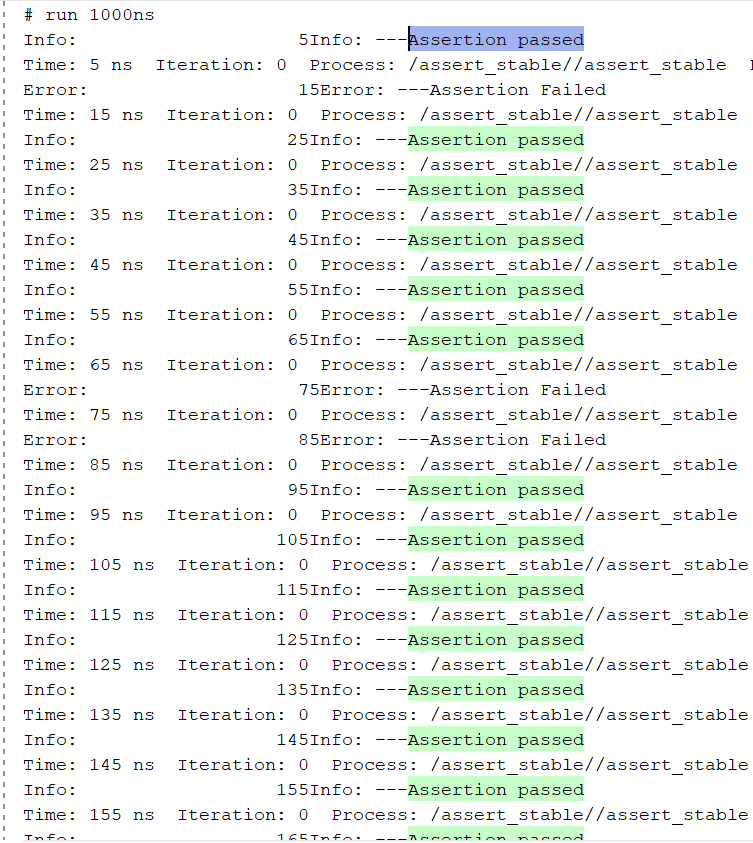 # run 1000ns
Info:                   5Info: ---Assertion passed
Time: 5 ns  Iteration: 0  Process: /assert_stable//assert_stable
Error:                   15Error: ---Assertion Failed
Time: 15 ns  Iteration: 0  Process: /assert_stable//assert_stable
Info:                   25Info: ---Assertion passed
Time: 25 ns  Iteration: 0  Process: /assert_stable//assert_stable
Info:                   35Info: ---Assertion passed
Time: 35 ns  Iteration: 0  Process: /assert_stable//assert_stable
Info:                   45Info: ---Assertion passed
Time: 45 ns  Iteration: 0  Process: /assert_stable//assert_stable
Info:                   55Info: ---Assertion passed
Time: 55 ns  Iteration: 0  Process: /assert_stable//assert_stable
Info:                   65Info: ---Assertion passed
Time: 65 ns  Iteration: 0  Process: /assert_stable//assert_stable
Error:                   75Error: ---Assertion Failed
Time: 75 ns  Iteration: 0  Process: /assert_stable//assert_stable
Error:                   85Error: ---Assertion Failed
Time: 85 ns  Iteration: 0  Process: /assert_stable//assert_stable
Info:                   95Info: ---Assertion passed
Time: 95 ns  Iteration: 0  Process: /assert_stable//assert_stable
Info:                  105Info: ---Assertion passed
Time: 105 ns  Iteration: 0  Process: /assert_stable//assert_stable
Info:                  115Info: ---Assertion passed
Time: 115 ns  Iteration: 0  Process: /assert_stable//assert_stable
Info:                  125Info: ---Assertion passed
Time: 125 ns  Iteration: 0  Process: /assert_stable//assert_stable
Info:                  135Info: ---Assertion passed
Time: 135 ns  Iteration: 0  Process: /assert_stable//assert_stable
Info:                  145Info: ---Assertion passed
Time: 145 ns  Iteration: 0  Process: /assert_stable//assert_stable
Info:                  155Info: ---Assertion passed
Time: 155 ns  Iteration: 0  Process: /assert_stable//assert_stable
Info:                  165Info: ---Assertion passed